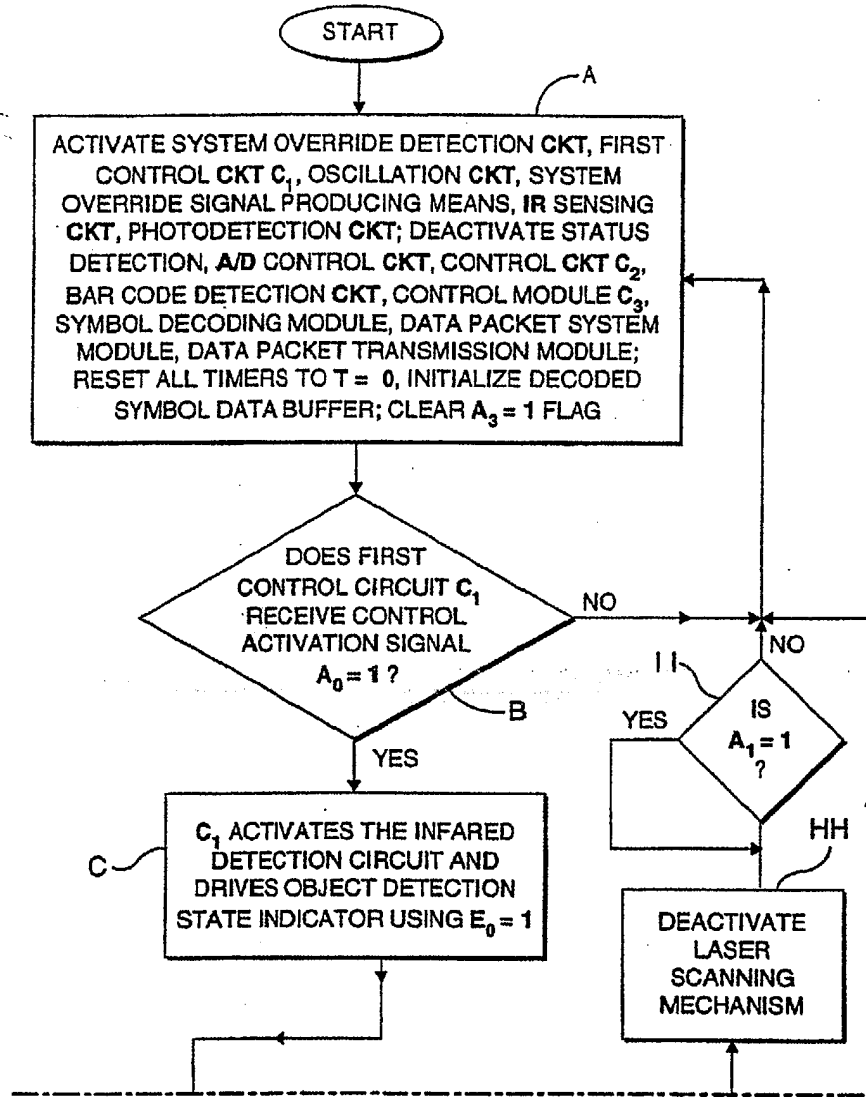 START
A
ACTIVATE SYSTEM OVERRIDE DETECTION CKT, FIRST
CONTROL CKT C₁, OSCILLATION CKT, SYSTEM
OVERRIDE SIGNAL PRODUCING MEANS, IR SENSING
CKT, PHOTODETECTION CKT; DEACTIVATE STATUS
DETECTION, A/D CONTROL CKT, CONTROL CKT C₂,
BAR CODE DETECTION CKT, CONTROL MODULE C₃,
SYMBOL DECODING MODULE, DATA PACKET SYSTEM
MODULE, DATA PACKET TRANSMISSION MODULE;
RESET ALL TIMERS TO T = 0, INITIALIZE DECODED
SYMBOL DATA BUFFER; CLEAR A₃ = 1 FLAG
DOES FIRST
CONTROL CIRCUIT C₁
RECEIVE CONTROL
ACTIVATION SIGNAL
A₀ = 1 ?
NO
B
YES
C
C₁ ACTIVATES THE INFARED
DETECTION CIRCUIT AND
DRIVES OBJECT DETECTION
STATE INDICATOR USING E₀ = 1
NO
II
YES
IS
A₁ = 1
?
HH
DEACTIVATE
LASER
SCANNING
MECHANISM